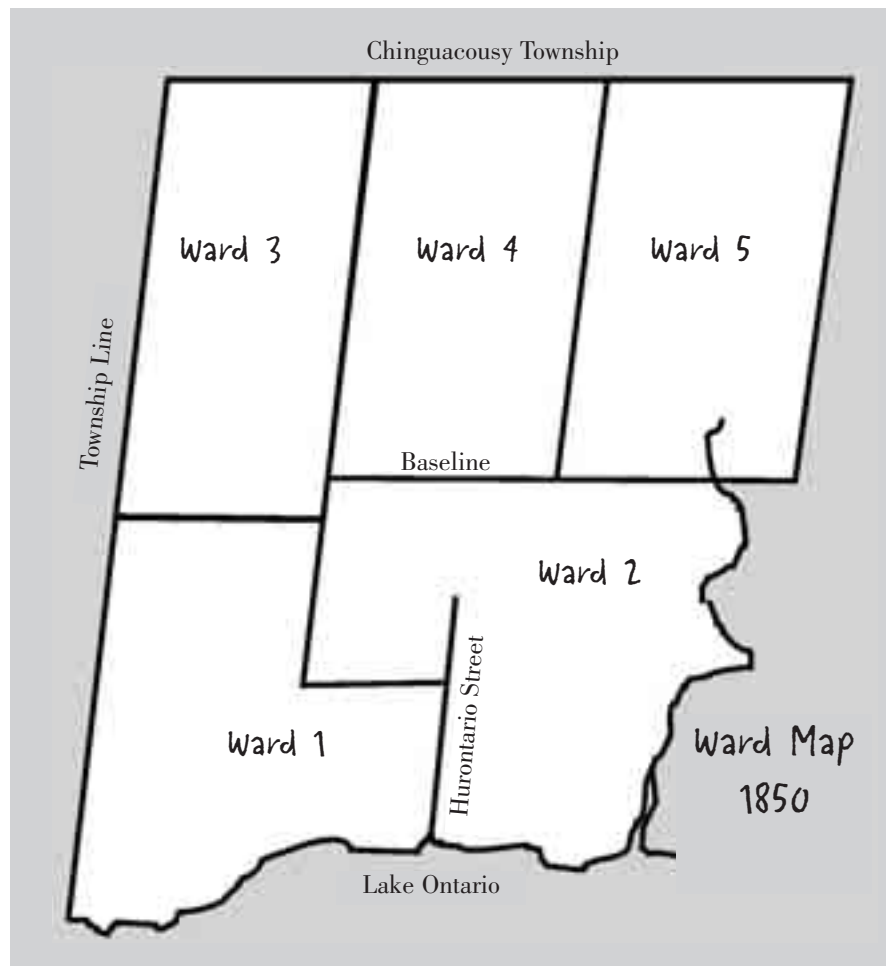 Chinguacousy Township
Ward 3
Ward 4
Ward 5
Township Line
Baseline
Ward 2
Hurontario Street
Ward 1
Ward Map
1850
Lake Ontario